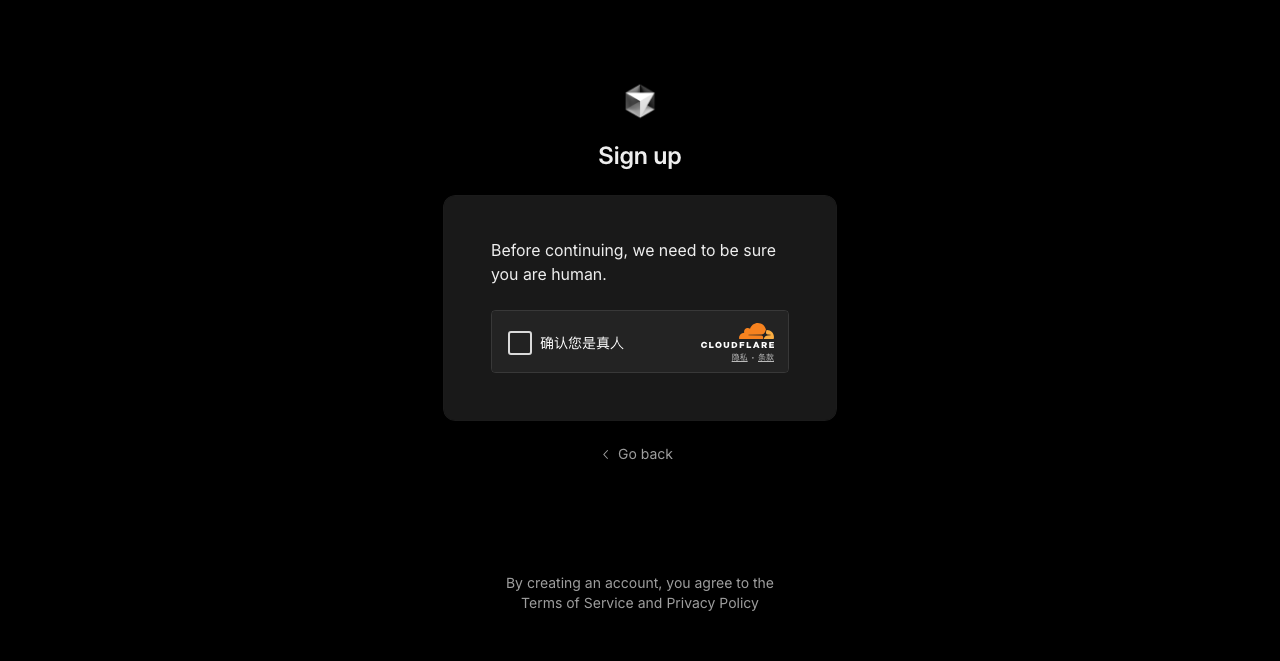 Sign up
Before continuing, we need to be sure
you are human.
确认您是真人
CLOUDFLARE
隐私 · 条款
Go back
By creating an account, you agree to the
Terms of Service and Privacy Policy